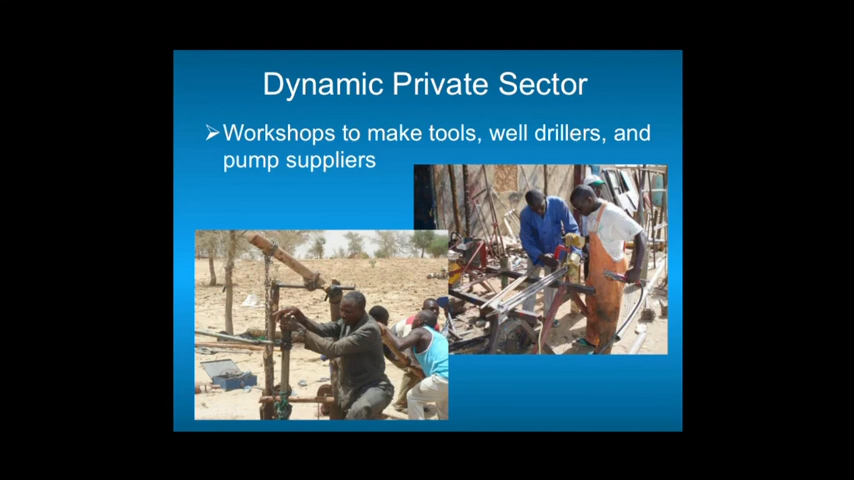 Dynamic Private Sector
➢Workshops to make tools, well drillers, and
pump suppliers